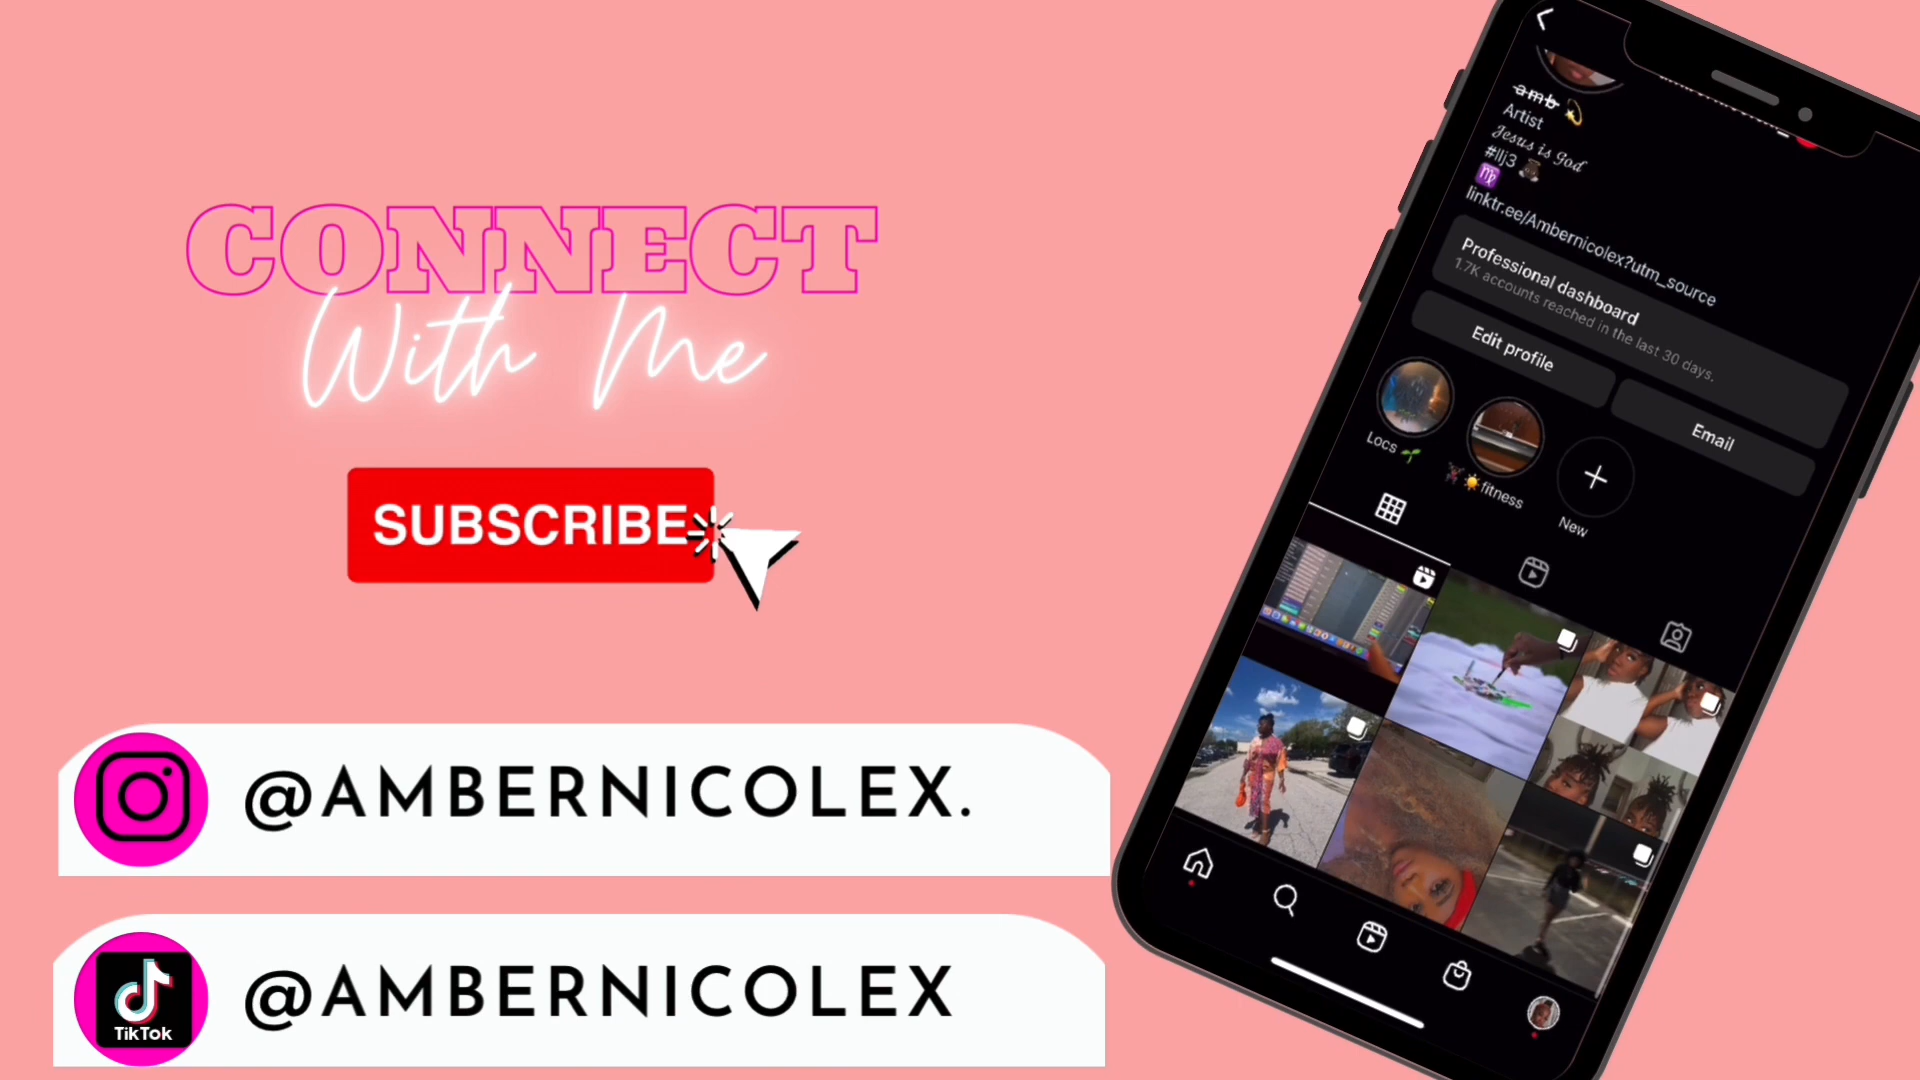 CONNECT
With Me
SUBSCRIBE
@AMBERNICOLEX.
TikTok
@AMBERNICOLEX
amb 💫
Artist
𝒥ℯ𝓈𝓊𝓈 𝒾𝓈 𝒢ℴ𝒹
#llj3
♍
linktr.ee/Ambernicolex?utm_source
Professional dashboard
1.7K accounts reached in the last 30 days.
Edit profile
Email
Locs 🌱
☀️fitness
New